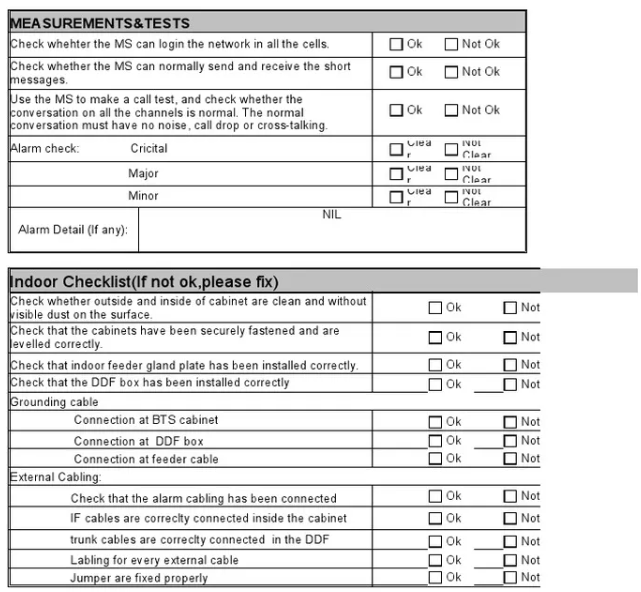 MEASUREMENTS&TESTS
Check whehter the MS can login the network in all the cells. Ok Not Ok
Check whether the MS can normally send and receive the short
messages. Ok Not Ok
Use the MS to make a call test, and check whether the
conversation on all the channels is normal. The normal Ok Not Ok
conversation must have no noise, call drop or cross-talking.
Alarm check: Cricital Clear Not Clear
Major Clear Not Clear
Minor Clear Not Clear
NIL
Alarm Detail (If any):
Indoor Checklist(If not ok,please fix)
Check whether outside and inside of cabinet are clean and without
visible dust on the surface. Ok Not
Check that the cabinets have been securely fastened and are
levelled correctly. Ok Not
Check that indoor feeder gland plate has been installed correctly. Ok Not
Check that the DDF box has been installed correctly Ok Not
Grounding cable
Connection at BTS cabinet Ok Not
Connection at DDF box Ok Not
Connection at feeder cable Ok Not
External Cabling:
Check that the alarm cabling has been connected Ok Not
IF cables are correclty connected inside the cabinet Ok Not
trunk cables are correclty connected in the DDF Ok Not
Labling for every external cable Ok Not
Jumper are fixed properly Ok Not